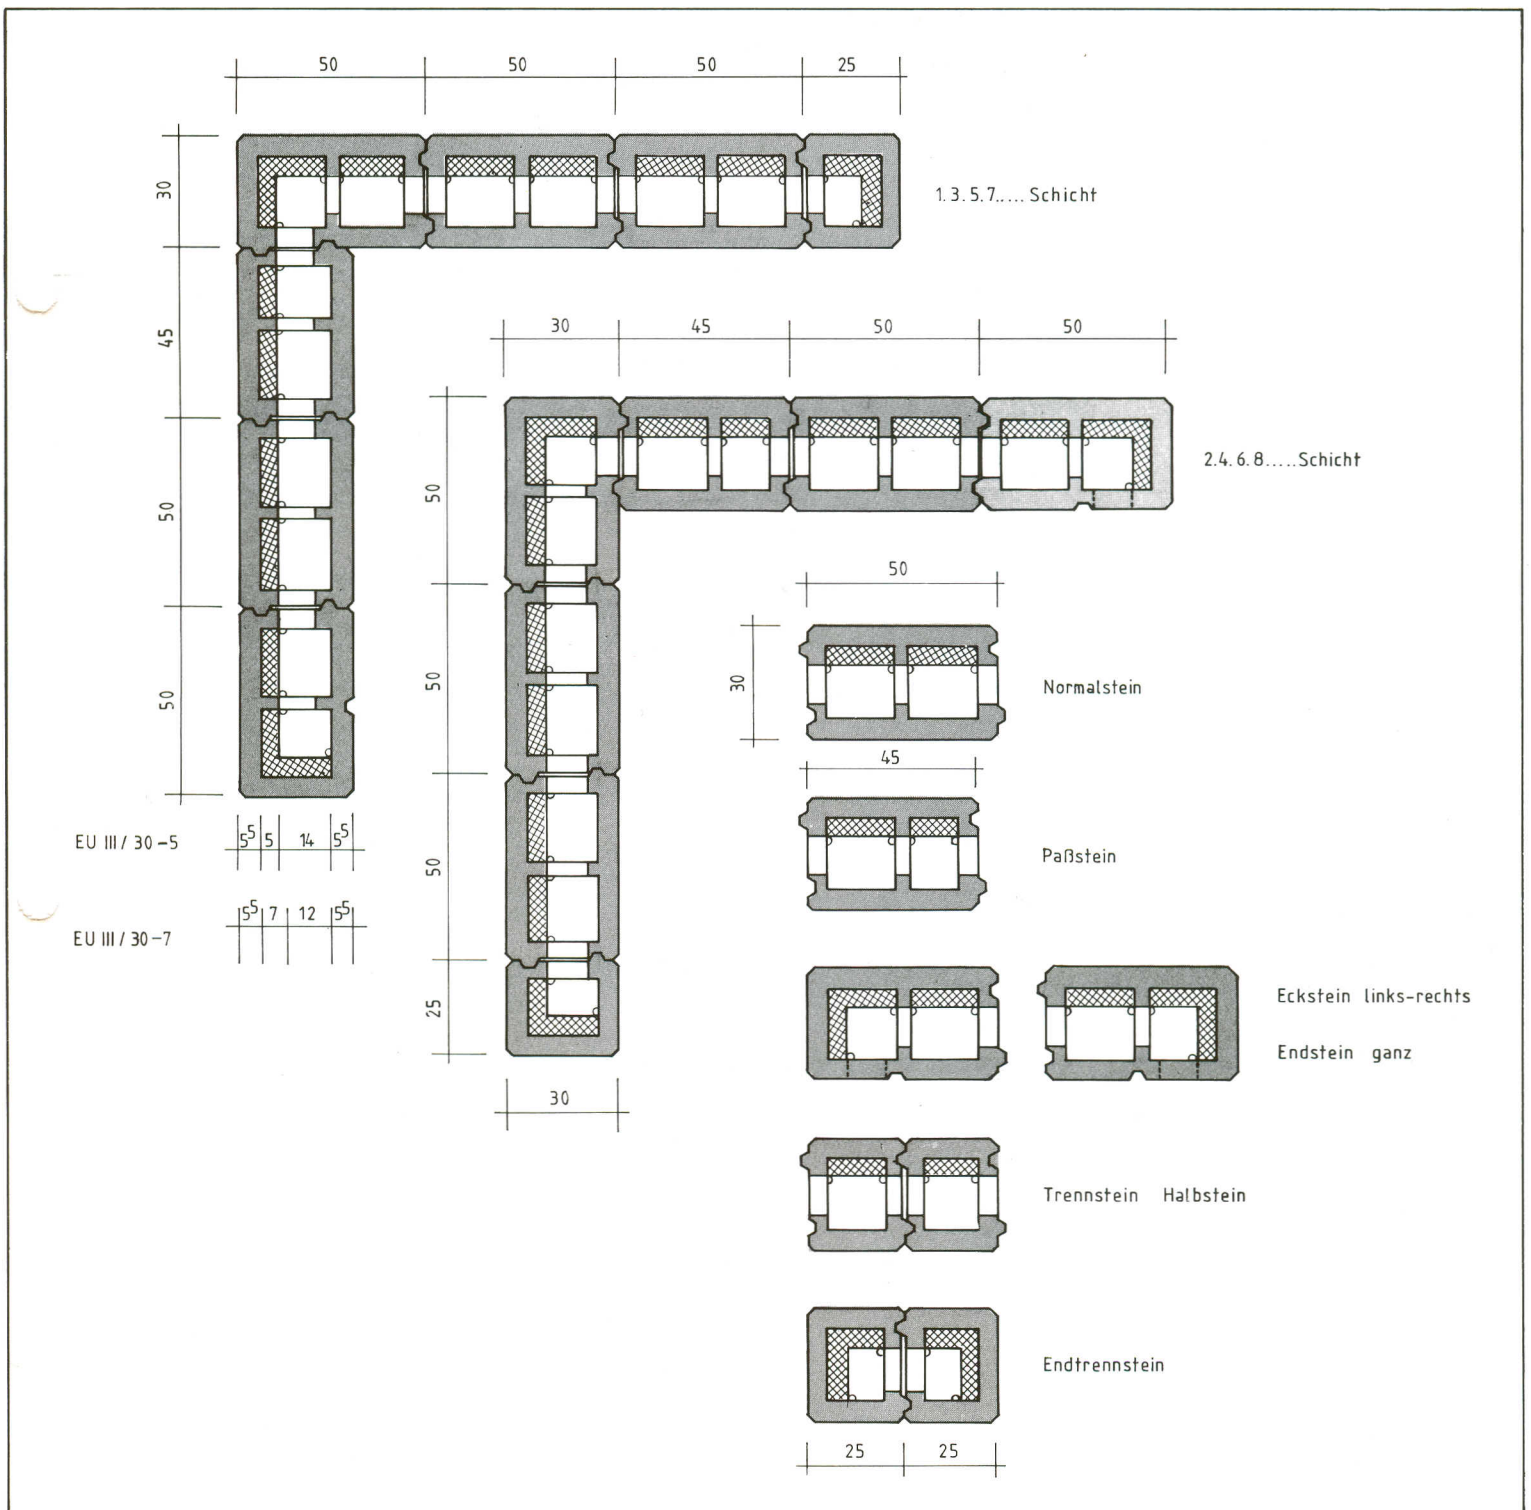 50 50 50 25
30
1.3.5.7..... Schicht
45
30 45 50 50
50
2.4.6.8.....Schicht
50
50
50
50
30
Normalstein
50
45
EU III / 30-5 5⁵ 5 14 5⁵
Paßstein
50
EU III / 30-7 5⁵ 7 12 5⁵
25
Eckstein links-rechts
Endstein ganz
30
Trennstein Halbstein
Endtrennstein
25 25